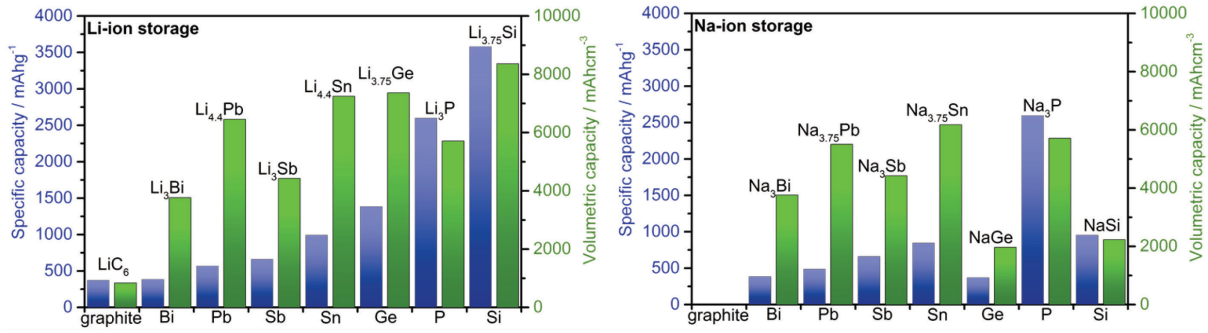 Li-ion storage
Specific capacity / mAhg⁻¹
4000
3500
3000
2500
2000
1500
1000
500
0
LiC₆
Li₃Bi
Li₄.₄Pb
Li₃Sb
Li₄.₄Sn
Li₃.₇₅Ge
Li₃P
Li₃.₇₅Si
graphite Bi Pb Sb Sn Ge P Si
10000
8000
6000
4000
2000
0
Volumetric capacity / mAhcm⁻³
Na-ion storage
Specific capacity / mAhg⁻¹
4000
3500
3000
2500
2000
1500
1000
500
0
Na₃Bi
Na₃.₇₅Pb
Na₃Sb
Na₃.₇₅Sn
NaGe
Na₃P
NaSi
graphite Bi Pb Sb Sn Ge P Si
10000
8000
6000
4000
2000
0
Volumetric capacity / mAhcm⁻³